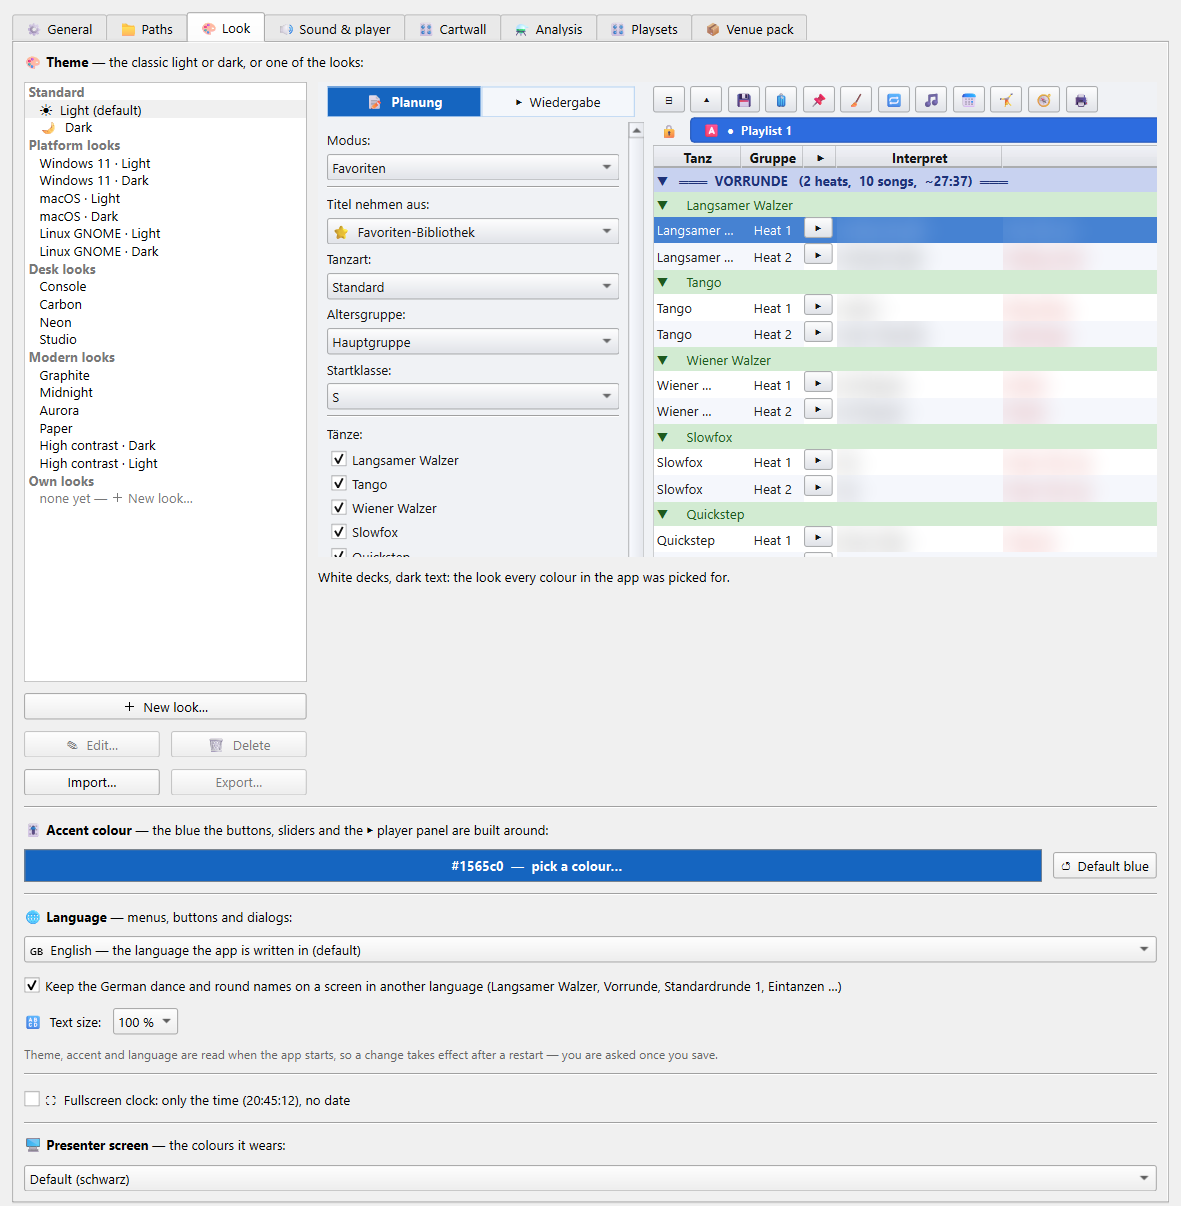 General
Paths
Look
Sound & player
Cartwall
Analysis
Playsets
Venue pack
Theme — the classic light or dark, or one of the looks:
Standard
Light (default)
Dark
Platform looks
Windows 11 · Light
Windows 11 · Dark
macOS · Light
macOS · Dark
Linux GNOME · Light
Linux GNOME · Dark
Desk looks
Console
Carbon
Neon
Studio
Modern looks
Graphite
Midnight
Aurora
Paper
High contrast · Dark
High contrast · Light
Own looks
none yet — + New look...
+ New look...
Edit...
Delete
Import...
Export...
Planung
Wiedergabe
Modus:
Favoriten
Titel nehmen aus:
Favoriten-Bibliothek
Tanzart:
Standard
Altersgruppe:
Hauptgruppe
Startklasse:
S
Tänze:
Langsamer Walzer
Tango
Wiener Walzer
Slowfox
Quickstep
A • Playlist 1
Tanz Gruppe Interpret
VORRUNDE (2 heats, 10 songs, ~27:37)
Langsamer Walzer
Langsamer ... Heat 1
Langsamer ... Heat 2
Tango
Tango Heat 1
Tango Heat 2
Wiener Walzer
Wiener ... Heat 1
Wiener ... Heat 2
Slowfox
Slowfox Heat 1
Slowfox Heat 2
Quickstep
Quickstep Heat 1
White decks, dark text: the look every colour in the app was picked for.
Accent colour — the blue the buttons, sliders and the ▸ player panel are built around:
#1565c0 — pick a colour...
Default blue
Language — menus, buttons and dialogs:
GB English — the language the app is written in (default)
Keep the German dance and round names on a screen in another language (Langsamer Walzer, Vorrunde, Standardrunde 1, Eintanzen ...)
Text size: 100 %
Theme, accent and language are read when the app starts, so a change takes effect after a restart — you are asked once you save.
Fullscreen clock: only the time (20:45:12), no date
Presenter screen — the colours it wears:
Default (schwarz)